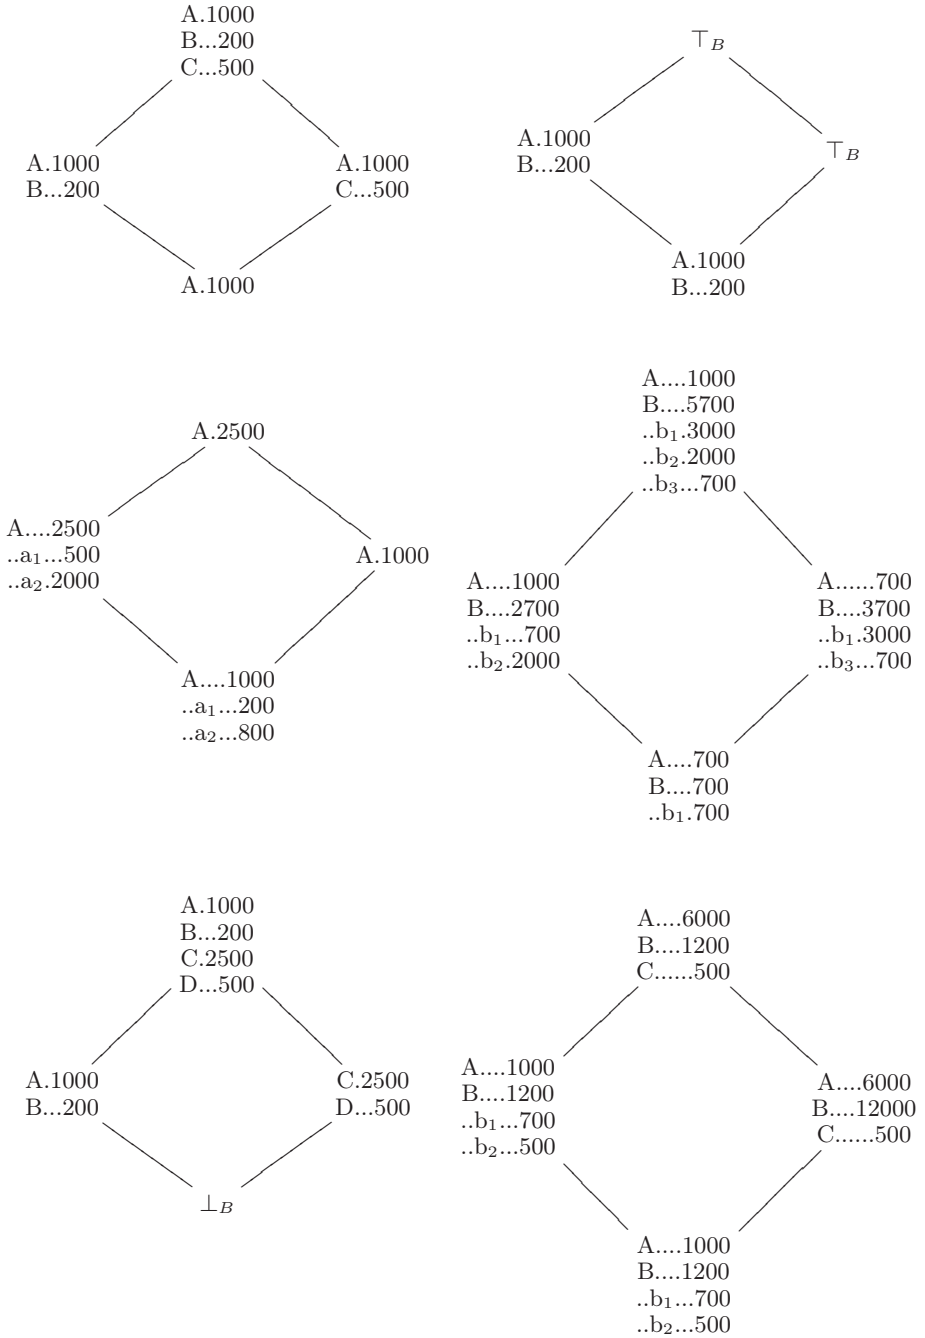 A.1000
B...200
C...500
A.1000
B...200
A.1000
C...500
A.1000
⊤B
A.1000
B...200
⊤B
A.1000
B...200
A.2500
A....2500
..a₁...500
..a₂.2000
A.1000
A....1000
..a₁...200
..a₂...800
A....1000
B....5700
..b₁.3000
..b₂.2000
..b₃...700
A....1000
B....2700
..b₁...700
..b₂.2000
A......700
B....3700
..b₁.3000
..b₃...700
A....700
B....700
..b₁.700
A.1000
B...200
C.2500
D...500
A.1000
B...200
C.2500
D...500
⊥B
A....6000
B....1200
C......500
A....1000
B....1200
..b₁...700
..b₂...500
A....6000
B....12000
C......500
A....1000
B....1200
..b₁...700
..b₂...500